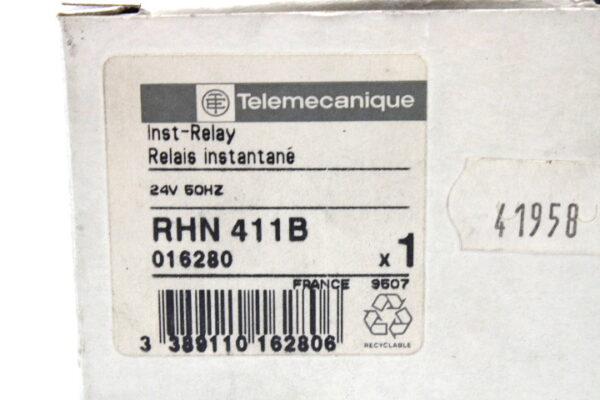 Telemecanique
Inst-Relay
Relais instantané
24V 50HZ
RHN 411B
016280
x 1
FRANCE 9507
3 389110 162806
RECYCLABLE
41958